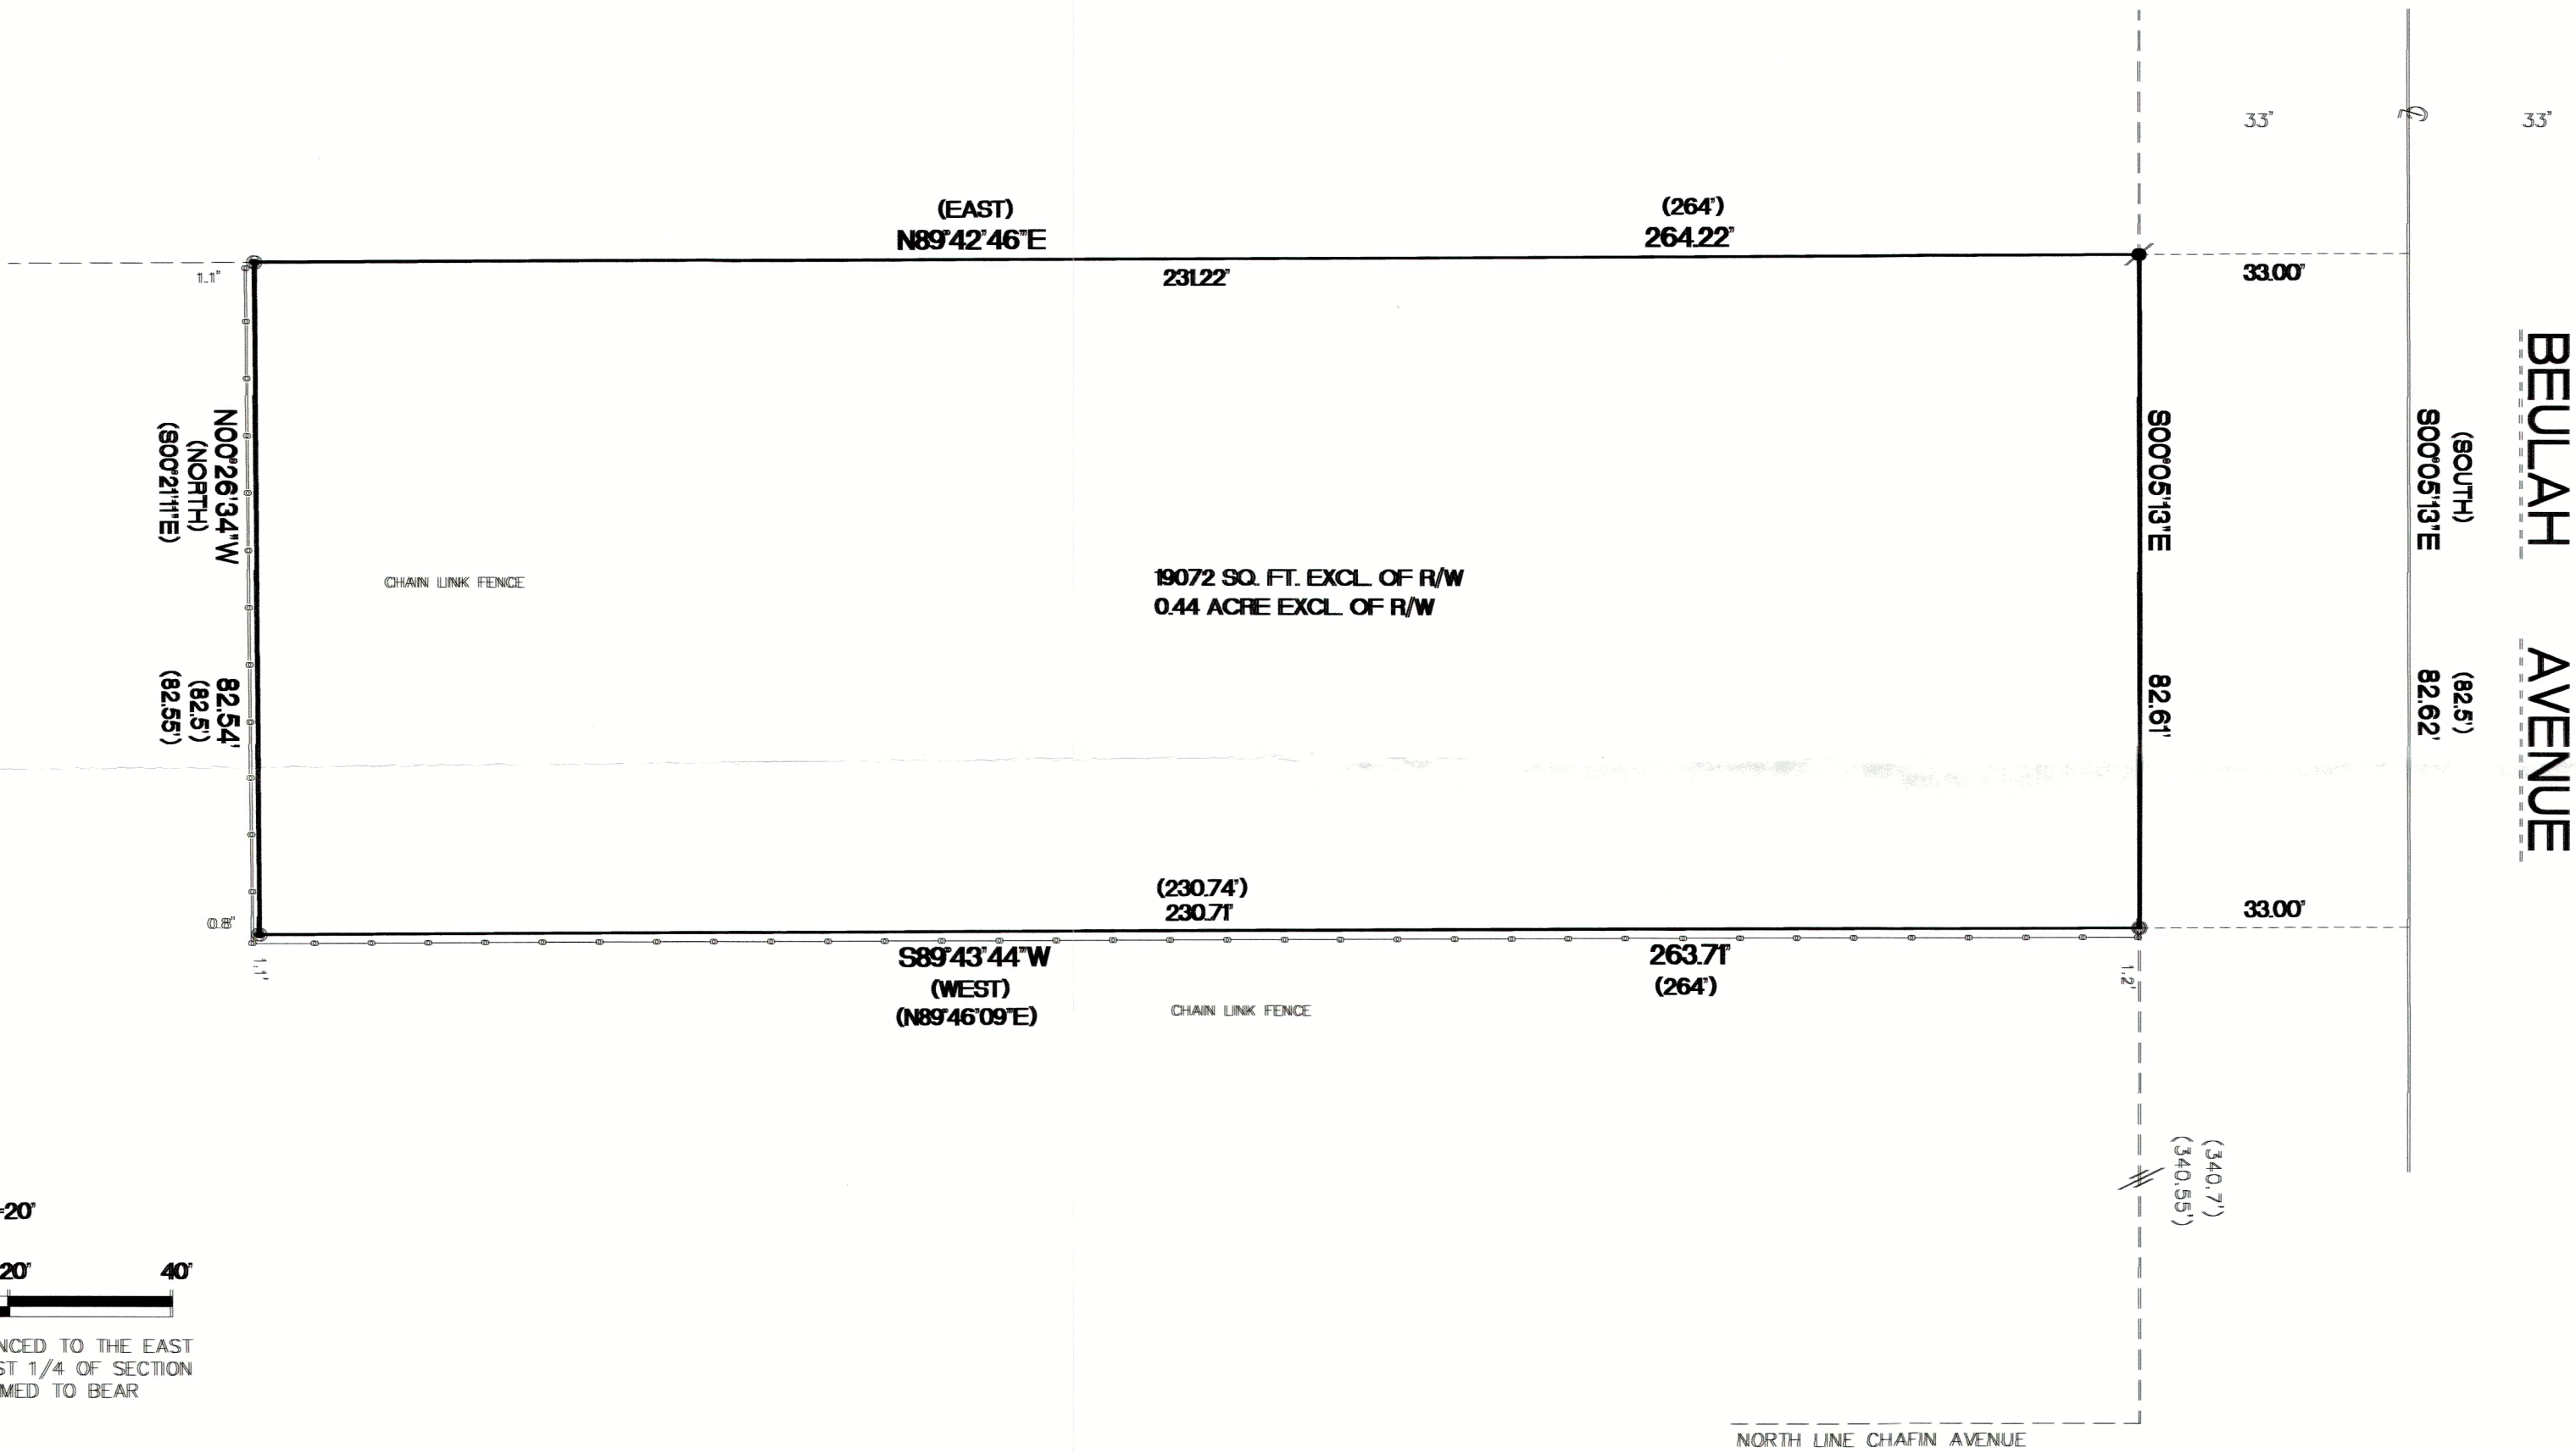 33'
33'
(EAST)
N89°42'46"E
(264')
264.22'
231.22'
33.00'
1.1'
N00°26'34"W
(NORTH)
(S00°21'11"E)
82.54'
(82.5')
(82.55')
CHAIN LINK FENCE
19072 SQ. FT. EXCL. OF R/W
0.44 ACRE EXCL. OF R/W
S00°05'13"E
82.61'
(SOUTH)
S00°05'13"E
(82.5')
82.62'
BEULAH AVENUE
(230.74')
230.71'
33.00'
0.8'
1.1'
S89°43'44"W
(WEST)
(N89°46'09"E)
263.71'
(264')
1.2'
CHAIN LINK FENCE
(340.7')
(340.55')
=20'
20'
40'
NCED TO THE EAST
ST 1/4 OF SECTION
MED TO BEAR
NORTH LINE CHAFIN AVENUE